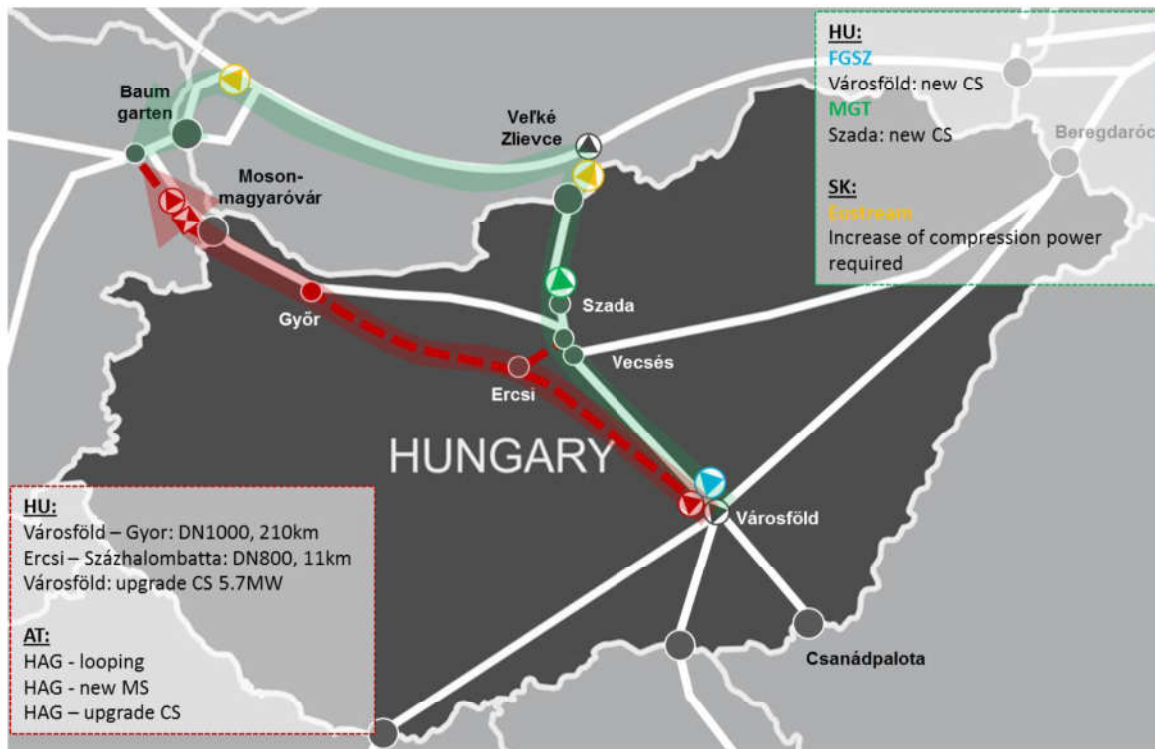 HU:
FGSZ
Városföld: new CS
MGT
Szada: new CS
SK:
Eustream
Increase of compression power
required
Baum
garten
Veľké
Zlievce
Beregdaróc
Moson-
magyaróvár
Szada
Győr
Vecsés
Ercsi
HUNGARY
Városföld
Csanádpalota
HU:
Városföld – Gyor: DN1000, 210km
Ercsi – Százhalombatta: DN800, 11km
Városföld: upgrade CS 5.7MW
AT:
HAG - looping
HAG - new MS
HAG – upgrade CS